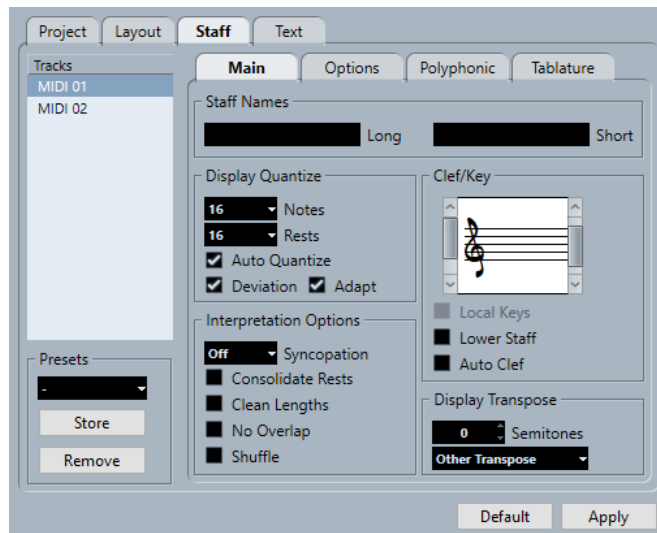 Project Layout Staff Text
Tracks
MIDI 01
MIDI 02
Presets
-
Store
Remove
Main Options Polyphonic Tablature
Staff Names
Long Short
Display Quantize
16 Notes
16 Rests
Auto Quantize
Deviation Adapt
Interpretation Options
Off Syncopation
Consolidate Rests
Clean Lengths
No Overlap
Shuffle
Clef/Key
Local Keys
Lower Staff
Auto Clef
Display Transpose
0 Semitones
Other Transpose
Default Apply